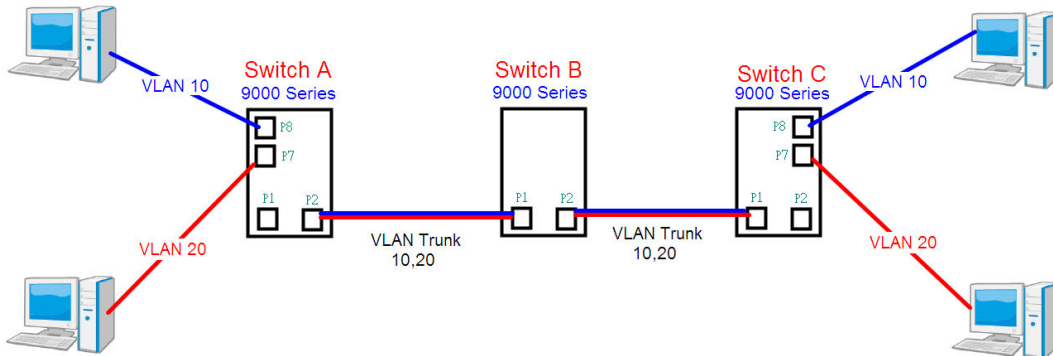 Switch A
9000 Series
Switch B
9000 Series
Switch C
9000 Series
VLAN 10
VLAN 10
P8
P7
P1
P2
P1
P2
P8
P7
P1
P2
VLAN 20
VLAN 20
VLAN Trunk
10,20
VLAN Trunk
10,20